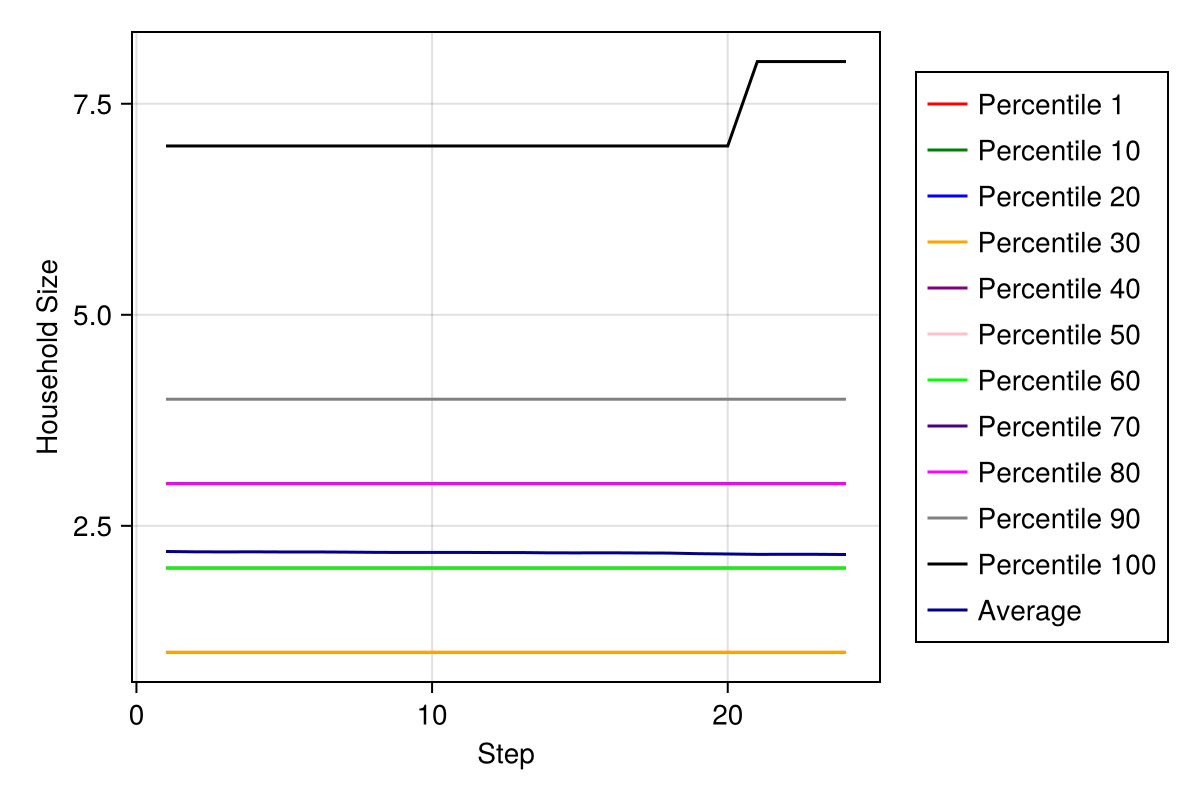 7.5
5.0
2.5
Household Size
0
10
20
Step
Percentile 1
Percentile 10
Percentile 20
Percentile 30
Percentile 40
Percentile 50
Percentile 60
Percentile 70
Percentile 80
Percentile 90
Percentile 100
Average